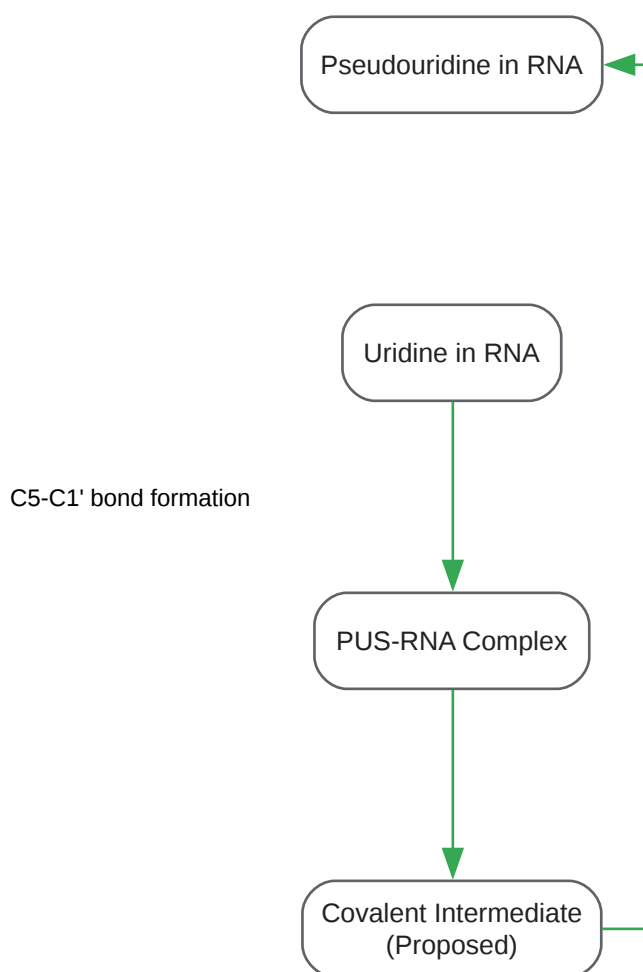 Pseudouridine in RNA
Uridine in RNA
C5-C1' bond formation
PUS-RNA Complex
Covalent Intermediate
(Proposed)